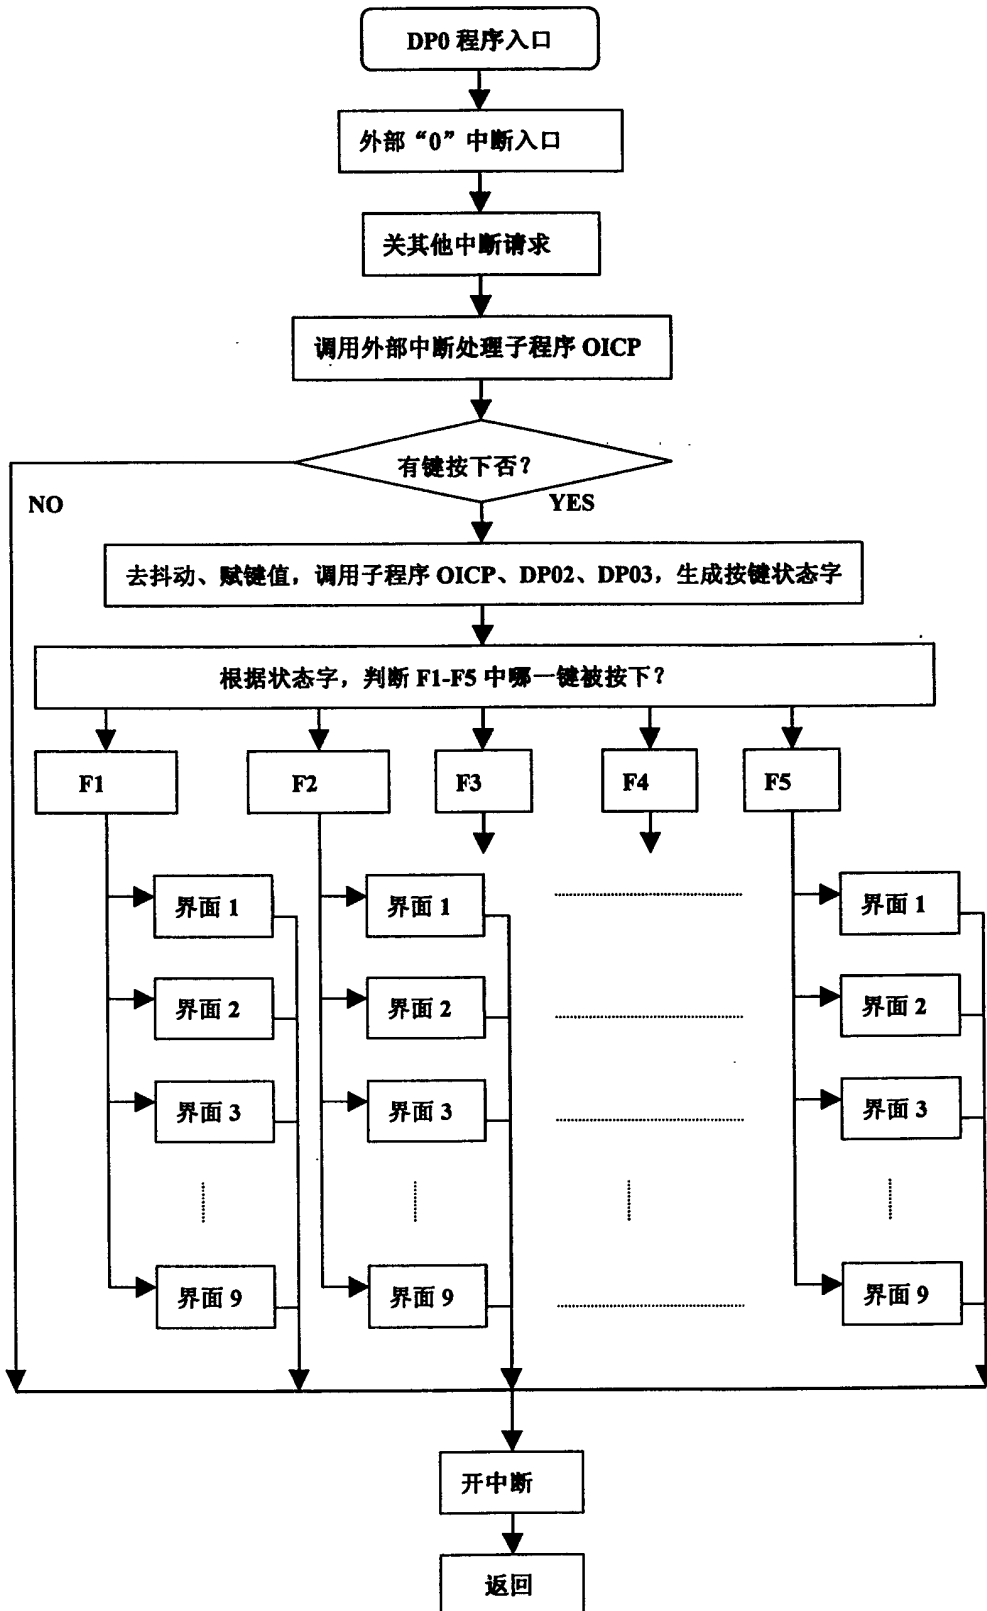 DP0 程序入口
外部“0”中断入口
关其他中断请求
调用外部中断处理子程序 OICP
有键按下否？
NO
YES
去抖动、赋键值，调用子程序 OICP、DP02、DP03，生成按键状态字
根据状态字，判断 F1-F5 中哪一键被按下？
F1
F2
F3
F4
F5
界面 1
界面 1
界面 1
界面 2
界面 2
界面 2
界面 3
界面 3
界面 3
界面 9
界面 9
界面 9
开中断
返回